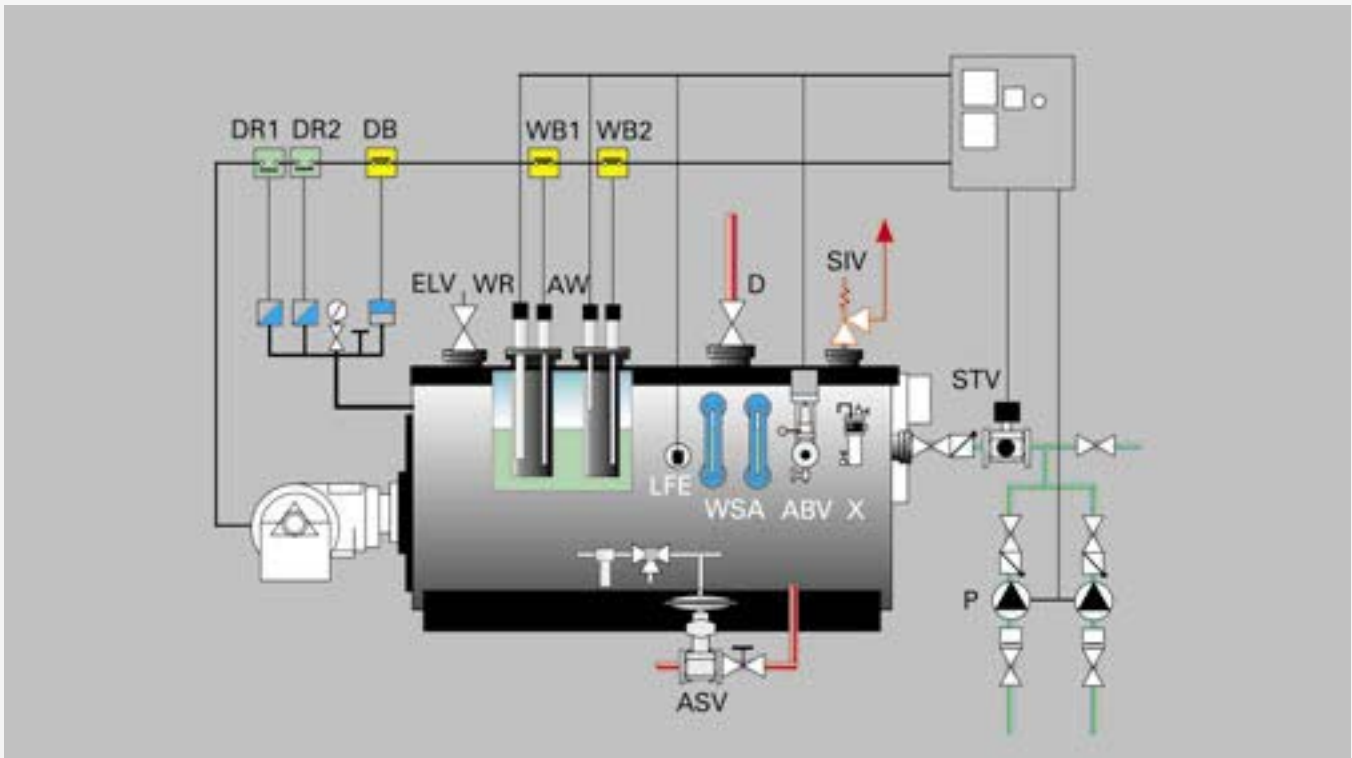 DR1 DR2 DB WB1 WB2
ELV WR AW D SIV
STV
LFE
WSA ABV X
P
ASV